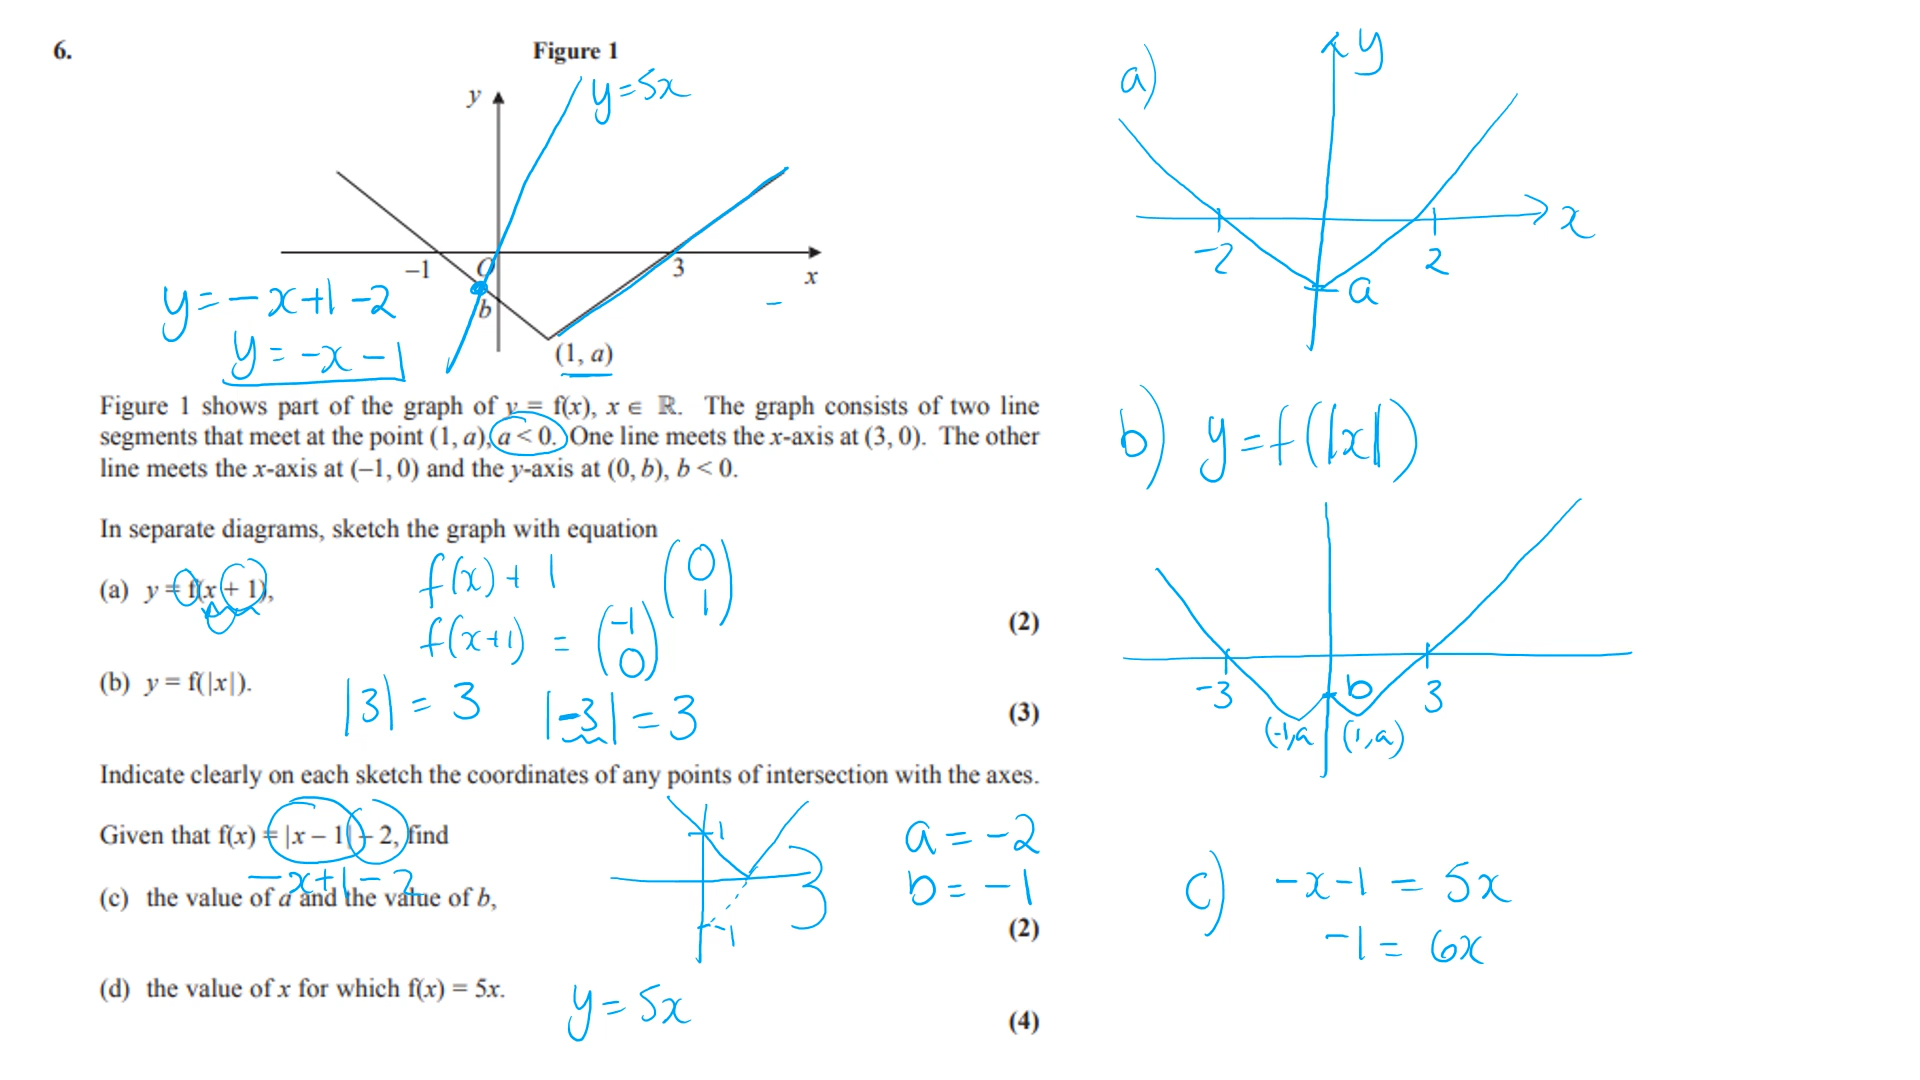 6.
Figure 1
y
y=5x
-1
O
3
x
b
(1, a)
y=-x+1-2
y=-x-1
Figure 1 shows part of the graph of y = f(x), x ∈ ℝ. The graph consists of two line
segments that meet at the point (1, a), a < 0. One line meets the x-axis at (3, 0). The other
line meets the x-axis at (–1, 0) and the y-axis at (0, b), b < 0.
In separate diagrams, sketch the graph with equation
(a) y = f(x + 1),
f(x)+1 (0 1)
(2)
f(x+1) = (-1 0)
(b) y = f(|x|).
|3| = 3 |-3| = 3
(3)
Indicate clearly on each sketch the coordinates of any points of intersection with the axes.
Given that f(x) = |x – 1| – 2, find
-x+1-2
(c) the value of a and the value of b,
(2)
1
-1
a = -2
b = -1
(d) the value of x for which f(x) = 5x.
y=5x
(4)
a)
y
x
-2
2
a
b) y=f(|x|)
-3
b
3
(-1,a
(1,a)
c) -x-1 = 5x
-1 = 6x